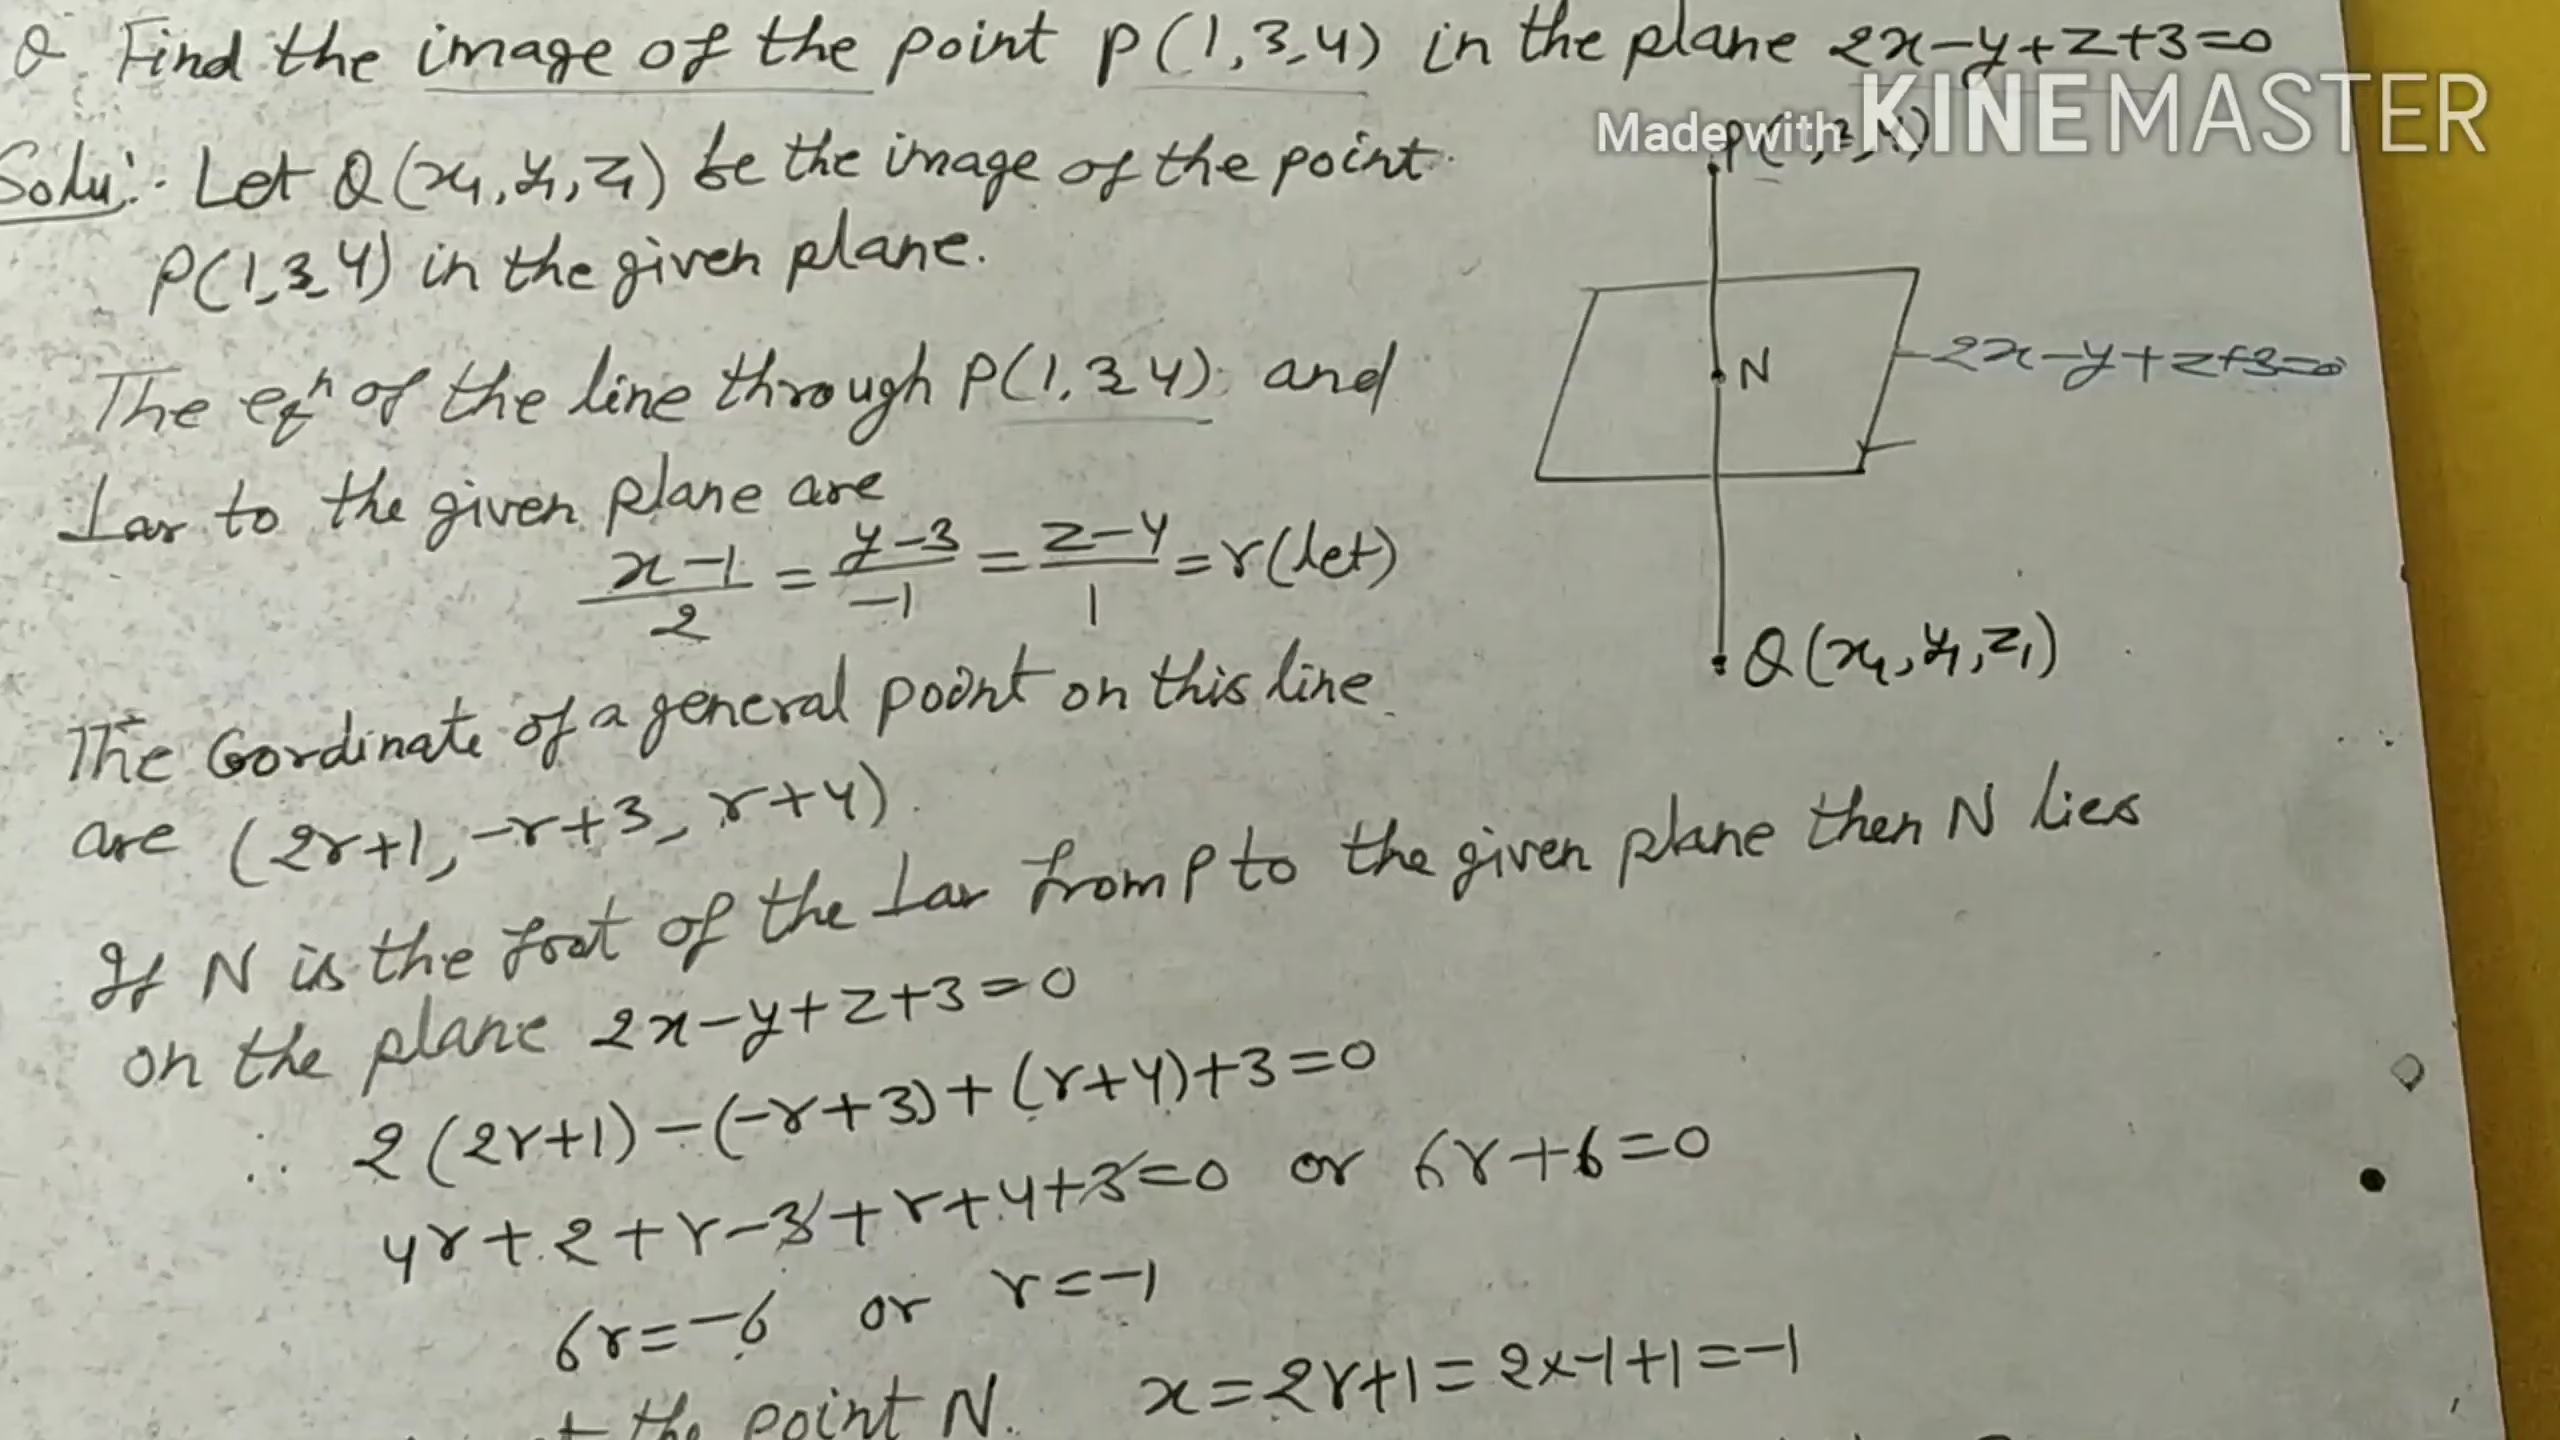 Q. Find the image of the point P(1,3,4) in the plane 2x-y+z+3=0
Made with KINEMASTER
P(1,3,4)
Solu:- Let Q(x₁,y₁,z₁) be the image of the point
P(1,3,4) in the given plane.
The eqⁿ of the line through P(1,3,4) and
⊥ar to the given plane are
N
2x-y+z+3=0
x-1/2 = y-3/-1 = z-4/1 = r(let)
Q(x₁,y₁,z₁)
The Coordinate of a general point on this line
are (2r+1, -r+3, r+4)
If N is the foot of the ⊥ar from P to the given plane then N lies
on the plane 2x-y+z+3=0
∴ 2(2r+1)-(-r+3)+(r+4)+3=0
4r+2+r-3+r+4+3=0 or 6r+6=0
6r=-6 or r=-1
the point N. x=2r+1=2×-1+1=-1